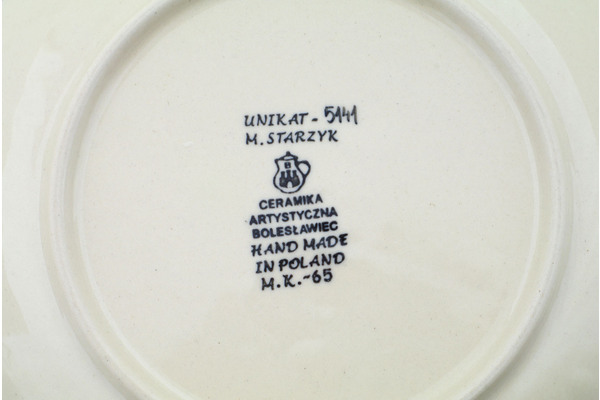 UNIKAT - 5141
M. STARZYK
CERAMIKA
ARTYSTYCZNA
BOLESŁAWIEC
HAND MADE
IN POLAND
M.K.-65